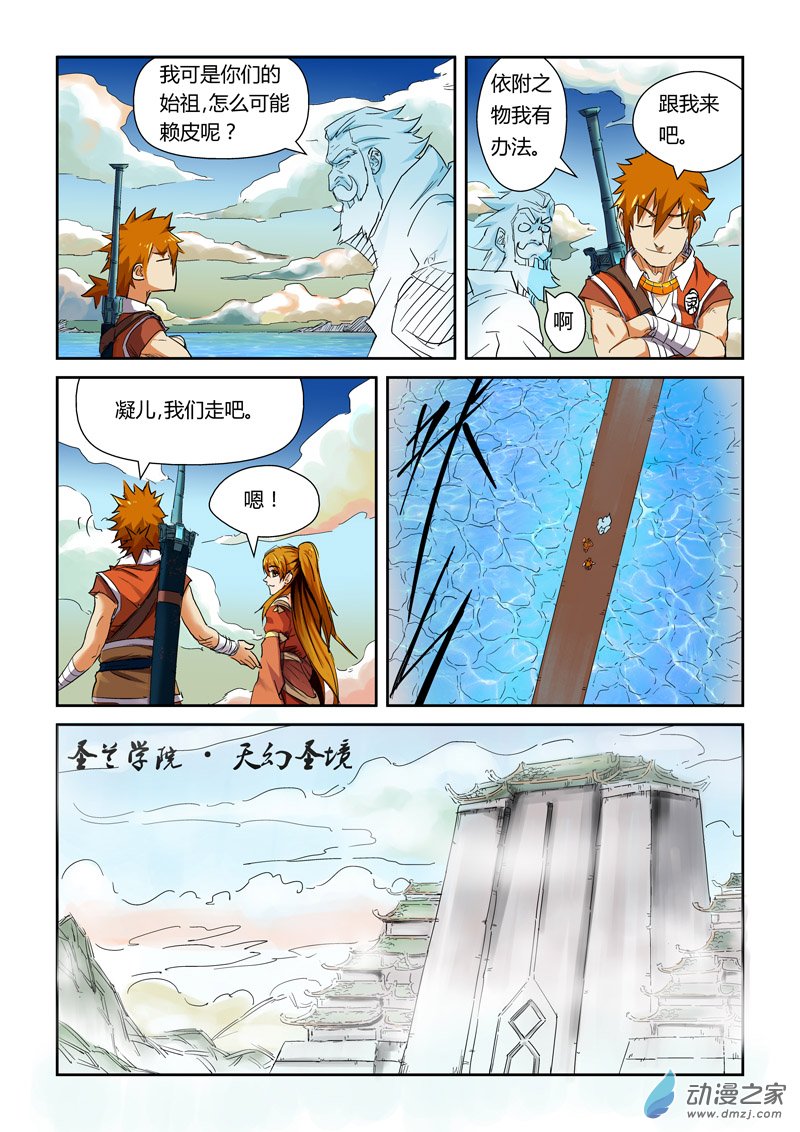 我可是你们的
始祖，怎么可能
赖皮呢？
依附之
物我有
办法。
跟我来
吧。
啊
凝儿，我们走吧。
嗯！
圣兰学院·天幻圣境
动漫之家
www.dmzj.com